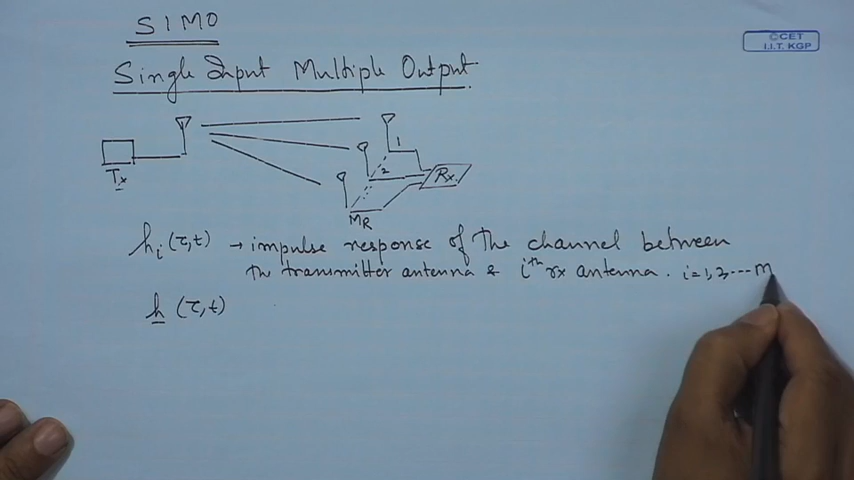 SIMO
©CET
I.I.T. KGP
Single Input Multiple Output.
Tx
1
2
MR
Rx
hi(τ,t) → impulse response of the channel between
the transmitter antenna & ith rx antenna. i=1,2,---M
h (τ,t)